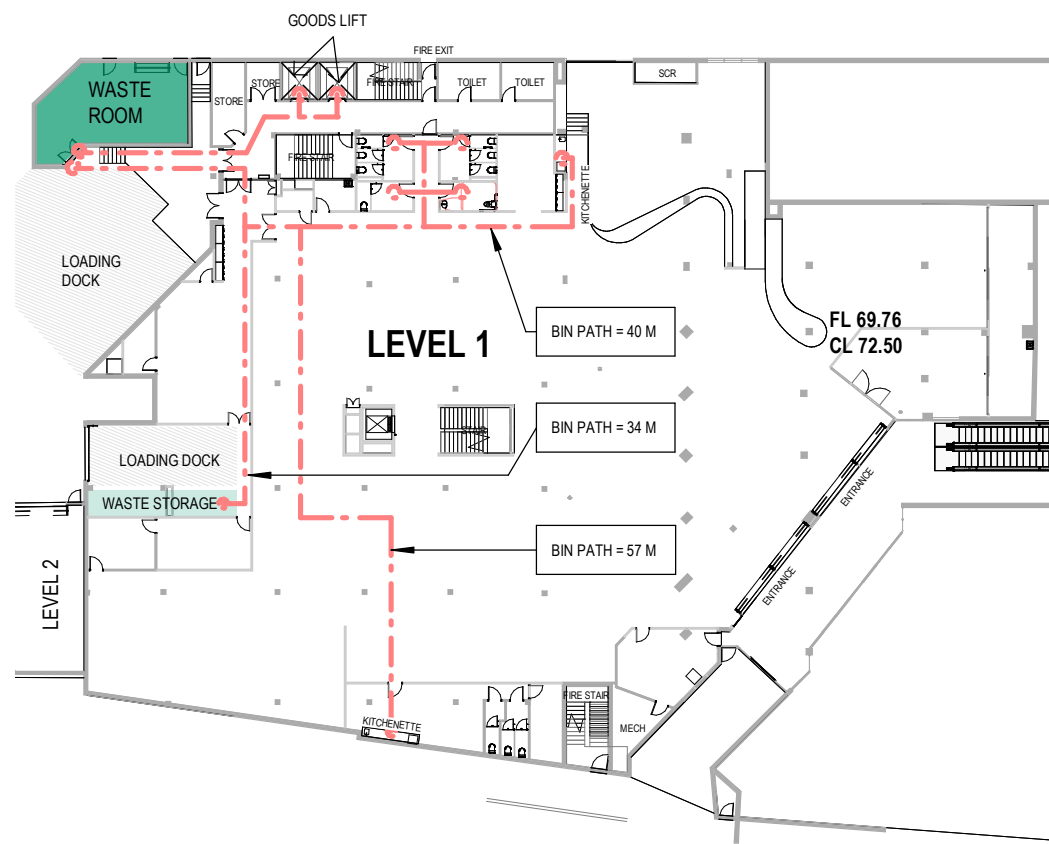 GOODS LIFT
FIRE EXIT
WASTE
ROOM
STORE
STORE
FIRE STAIR
TOILET
TOILET
SCR
FIRE STAIR
KITCHENETTE
LOADING
DOCK
BIN PATH = 40 M
FL 69.76
CL 72.50
LEVEL 1
BIN PATH = 34 M
LOADING DOCK
WASTE STORAGE
ENTRANCE
BIN PATH = 57 M
ENTRANCE
LEVEL 2
KITCHENETTE
FIRE STAIR
MECH